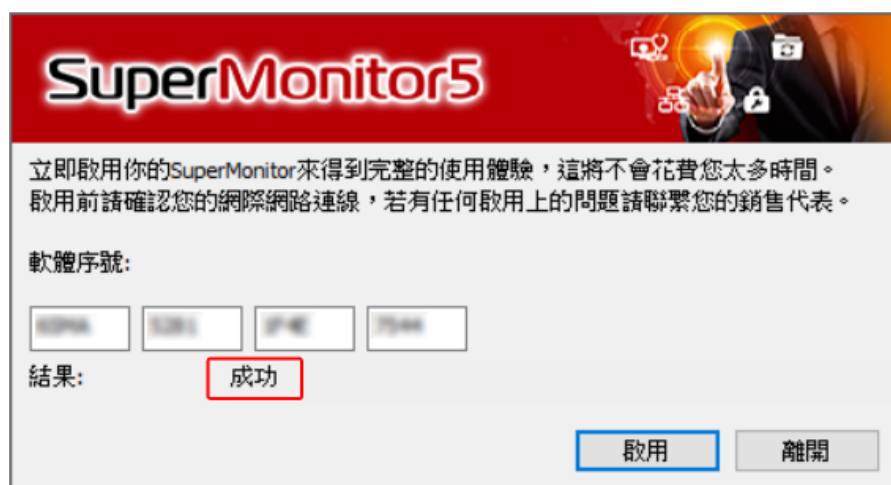 SuperMonitor5
立即啟用你的SuperMonitor來得到完整的使用體驗，這將不會花費您太多時間。
啟用前請確認您的網際網路連線，若有任何啟用上的問題請聯繫您的銷售代表。
軟體序號:
結果: 成功
啟用 離開